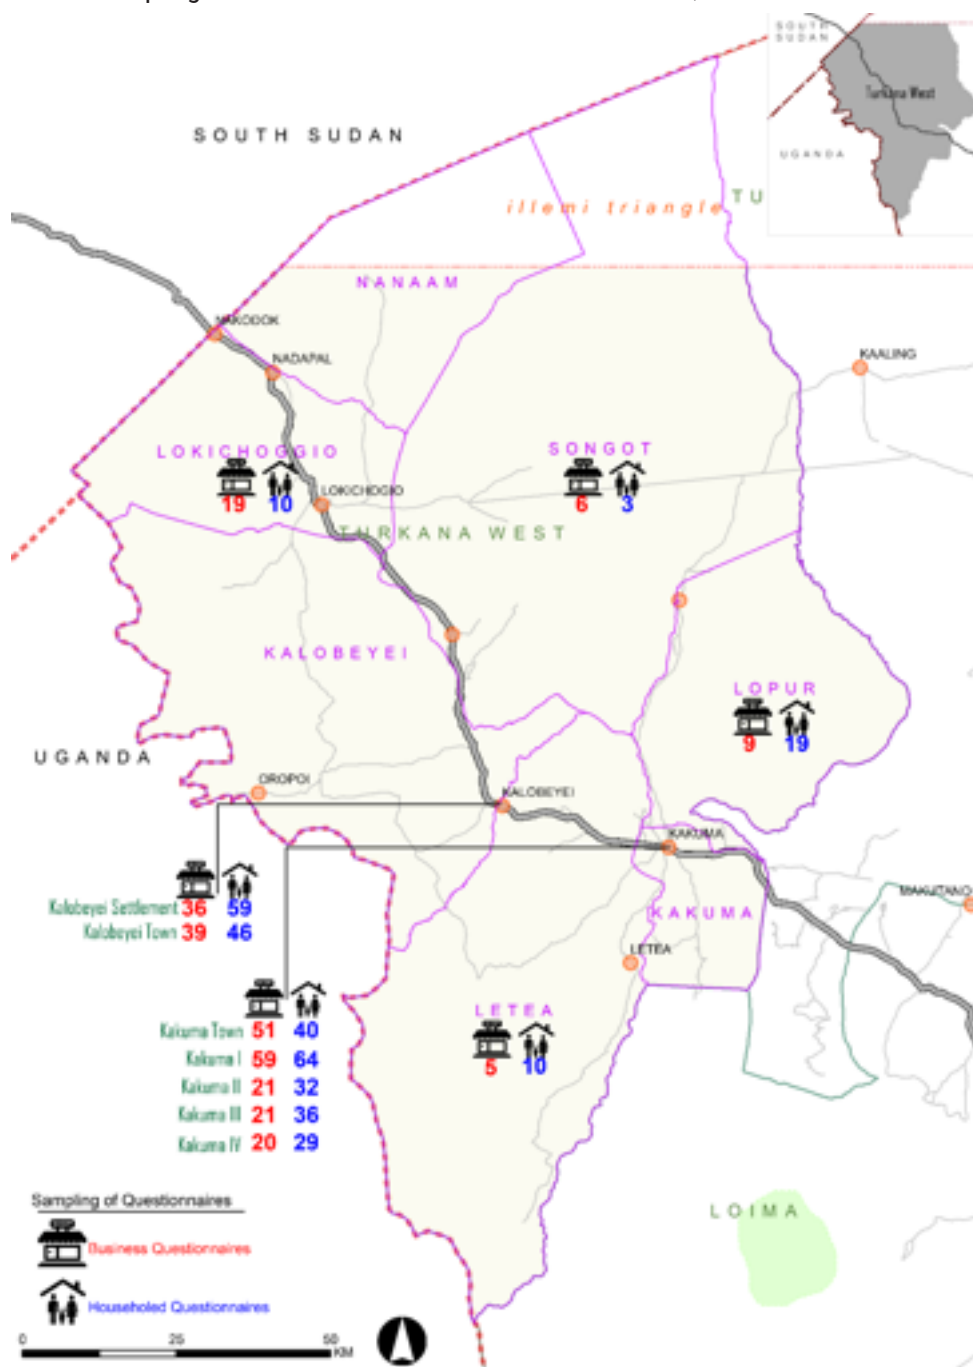 SOUTH SUDAN
SOUTH
SUDAN
Turkana West
UGANDA
illemi triangle
TU
NANAAM
NAKODOK
NADAPAL
KAALING
LOKICHOGGIO
19 10
LOKICHOGIO
SONGOT
6 3
TURKANA WEST
KALOBEYEI
LOPUR
9 19
UGANDA
OROPOI
KALOBEYEI
KAKUMA
MAKUTANO
KAKUMA
LETEA
Kalobeyei Settlement 36 59
Kalobeyei Town 39 46
LETEA
5 10
Kakuma Town 51 40
Kakuma I 59 64
Kakuma II 21 32
Kakuma III 21 36
Kakuma IV 20 29
LOIMA
Sampling of Questionnaires
Business Questionnaires
Householed Questionnaires
0 25 50
KM